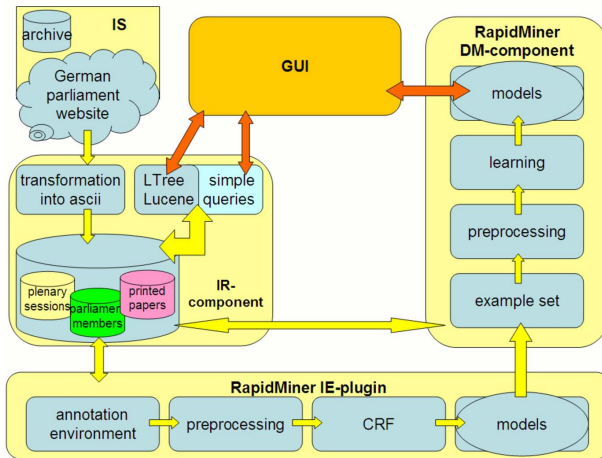 IS
archive
German
parliament
website
GUI
RapidMiner
DM-component
models
learning
preprocessing
example set
transformation
into ascii
LTree
Lucene
simple
queries
plenary
sessions
parliament
members
printed
papers
IR-
component
RapidMiner IE-plugin
annotation
environment
preprocessing
CRF
models